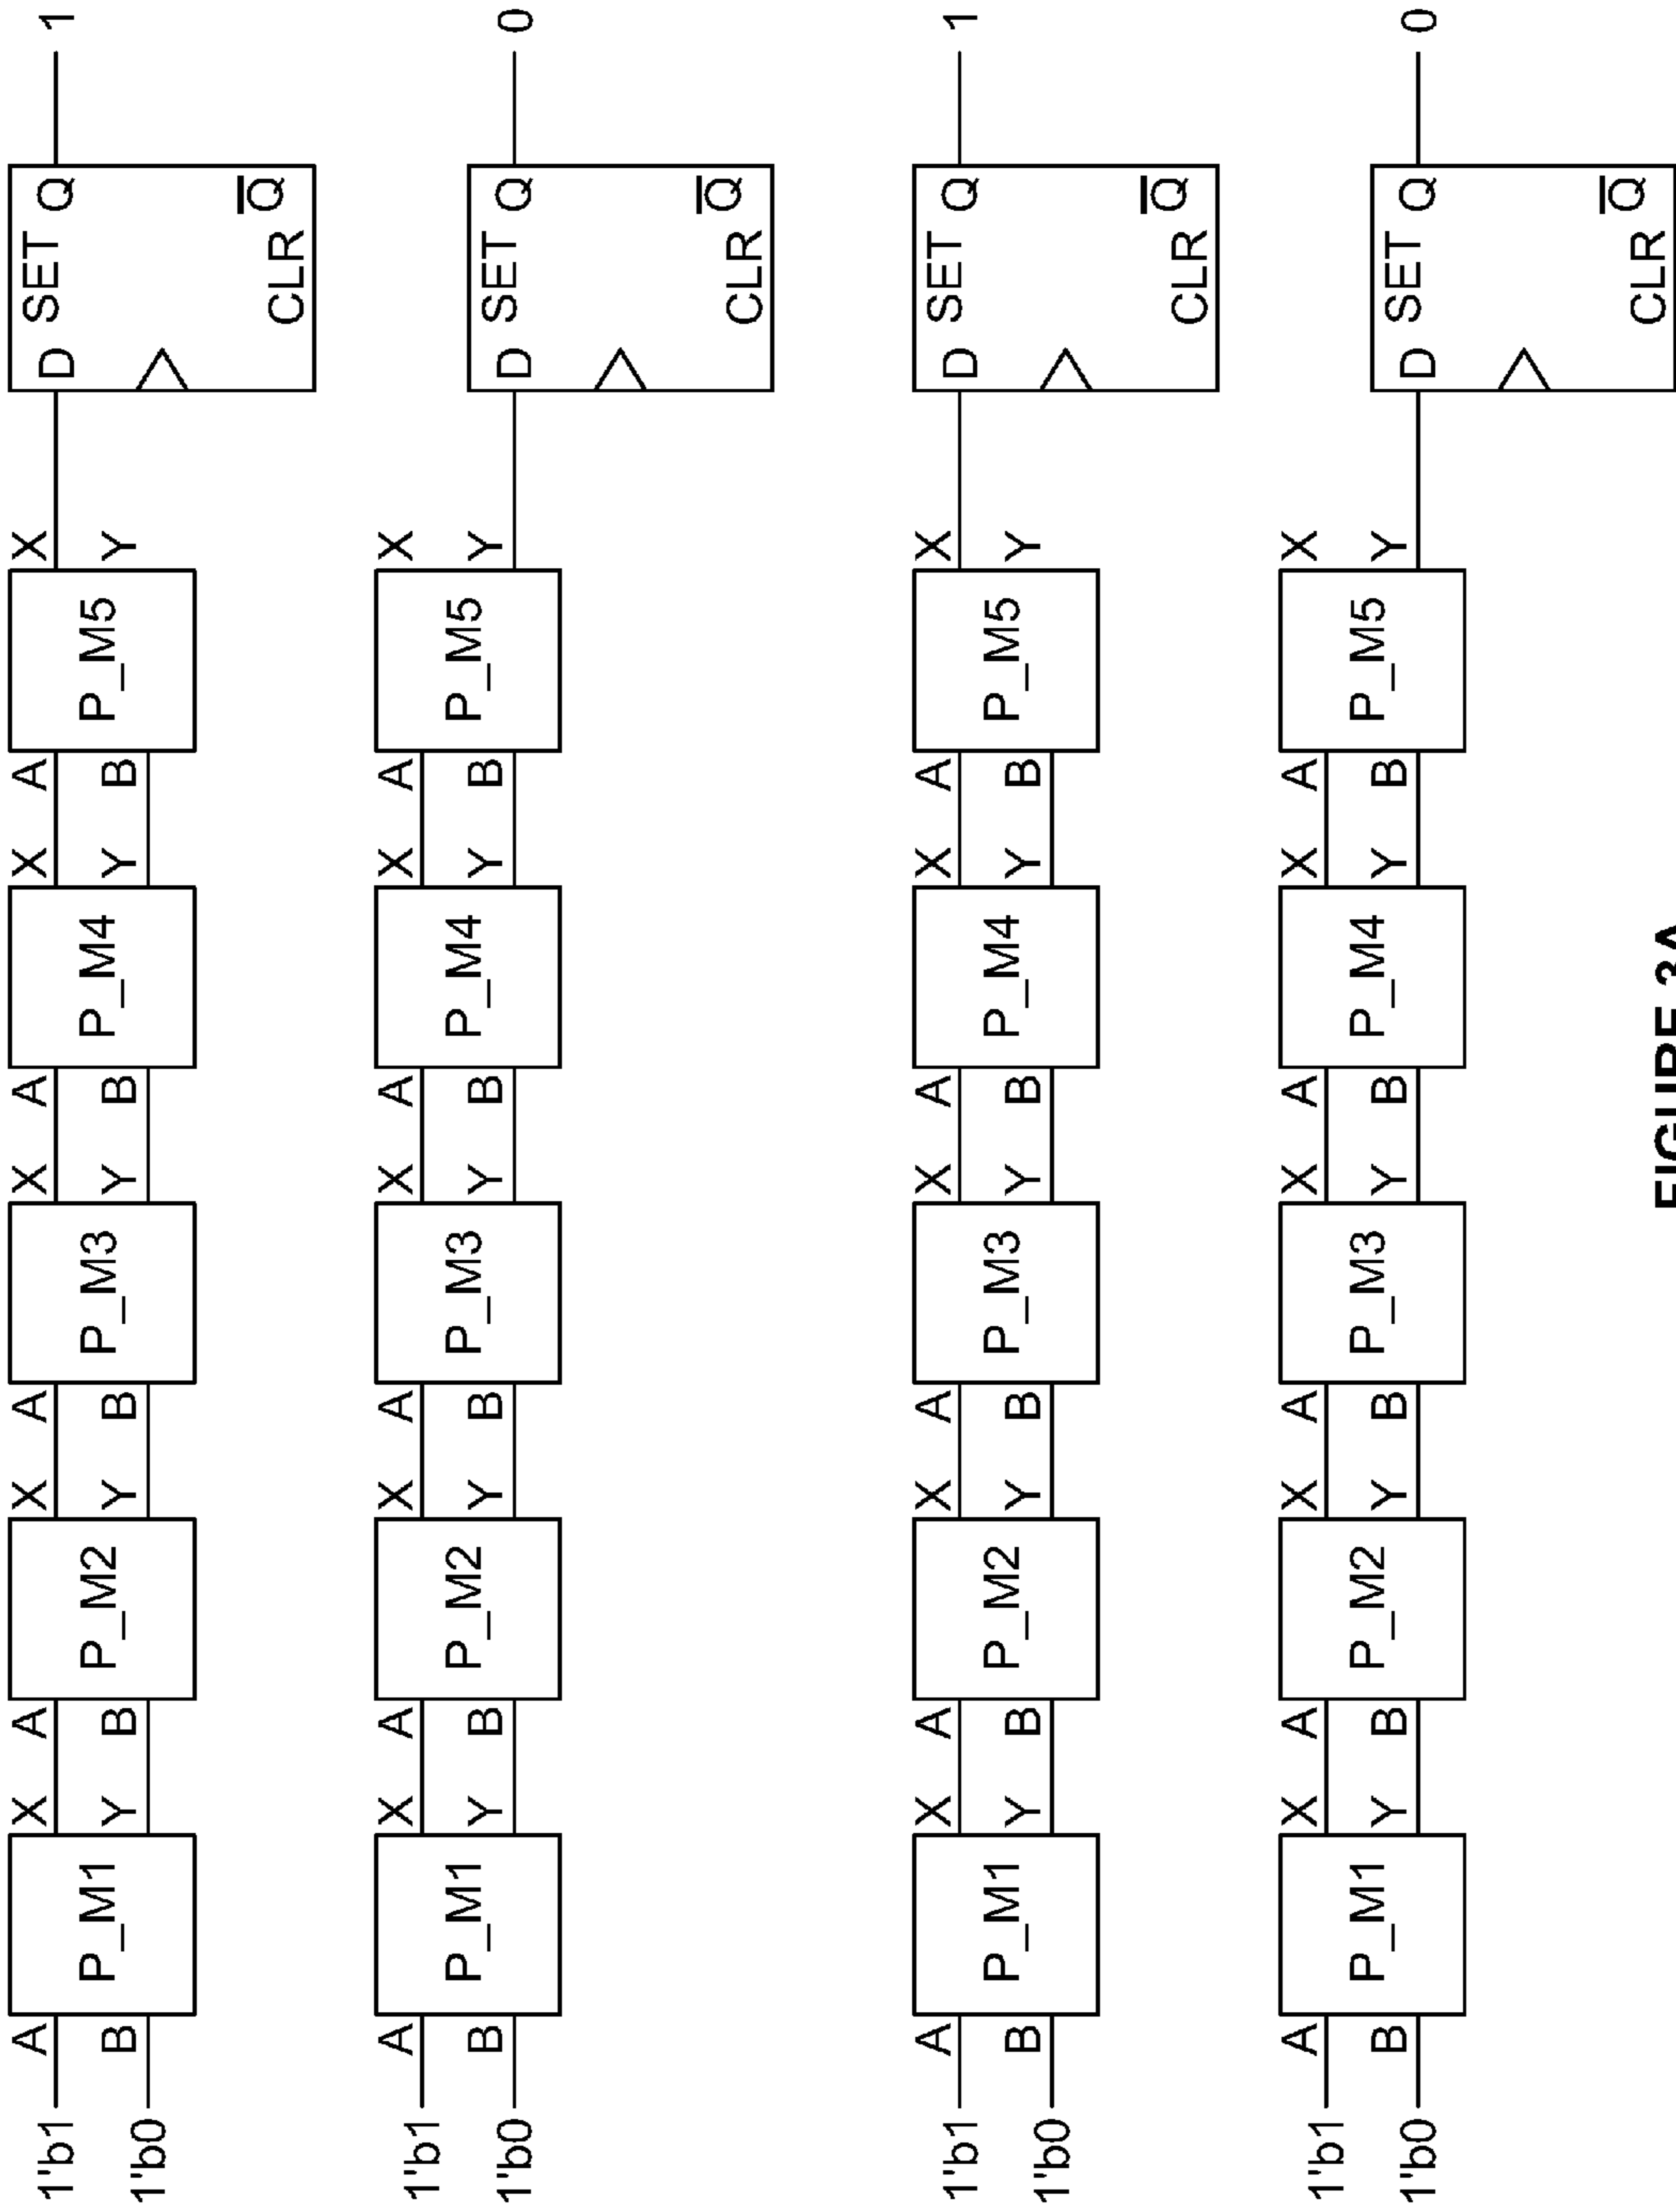 1'b1 A X A X A X A X A X D SET Q 1
P_M1 P_M2 P_M3 P_M4 P_M5
1'b0 B Y B Y B Y B Y B Y
CLR Q̅
1'b1 A X A X A X A X A X
P_M1 P_M2 P_M3 P_M4 P_M5
1'b0 B Y B Y B Y B Y B Y D SET Q 0
CLR Q̅
1'b1 A X A X A X A X A X D SET Q 1
P_M1 P_M2 P_M3 P_M4 P_M5
1'b0 B Y B Y B Y B Y B Y
CLR Q̅
1'b1 A X A X A X A X A X
P_M1 P_M2 P_M3 P_M4 P_M5
1'b0 B Y B Y B Y B Y B Y D SET Q 0
CLR Q̅
FIGURE 3A